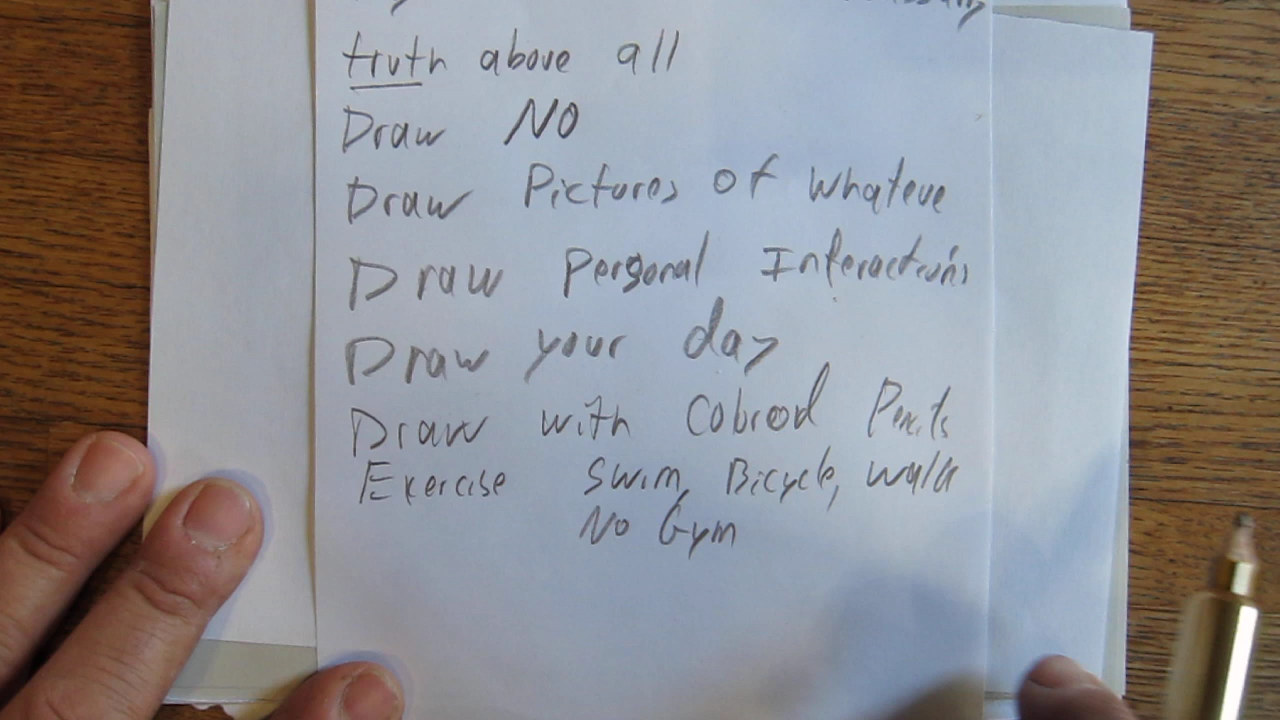 truth above all
Draw NO
Draw Pictures of whateve
Draw Personal Interactions
Draw your day
Draw with Colored Pencils
Exercise Swim, Bicycle, walk
No Gym